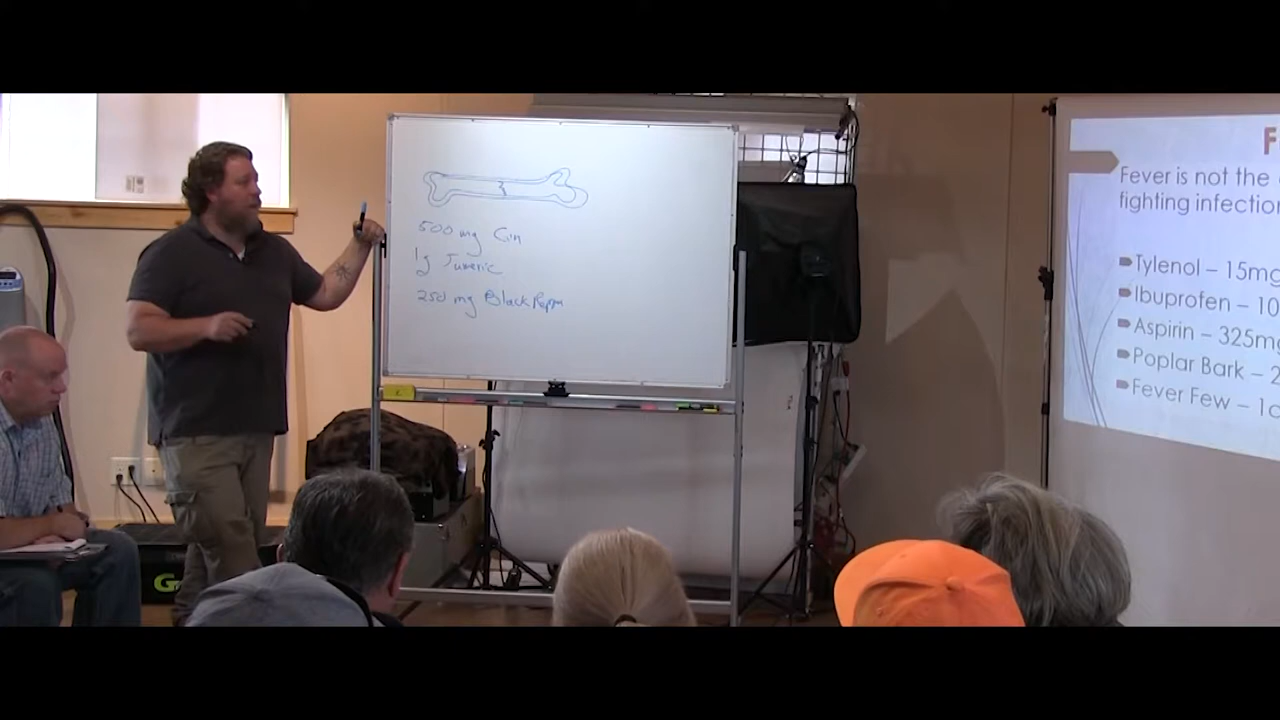 500 mg Cin
1g Tumeric
250 mg Black Pepper
F
Fever is not the
fighting infection
Tylenol – 15mg
Ibuprofen – 10
Aspirin – 325mg
Poplar Bark – 2
Fever Few – 1c
G